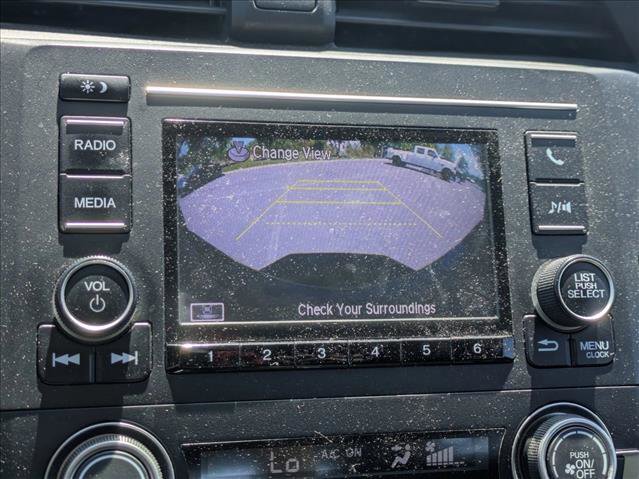 RADIO
MEDIA
VOL
Change View
Check Your Surroundings
1 2 3 4 5 6
LIST
PUSH
SELECT
MENU
CLOCK
Lo
A/C ON
PUSH
ON/
OFF